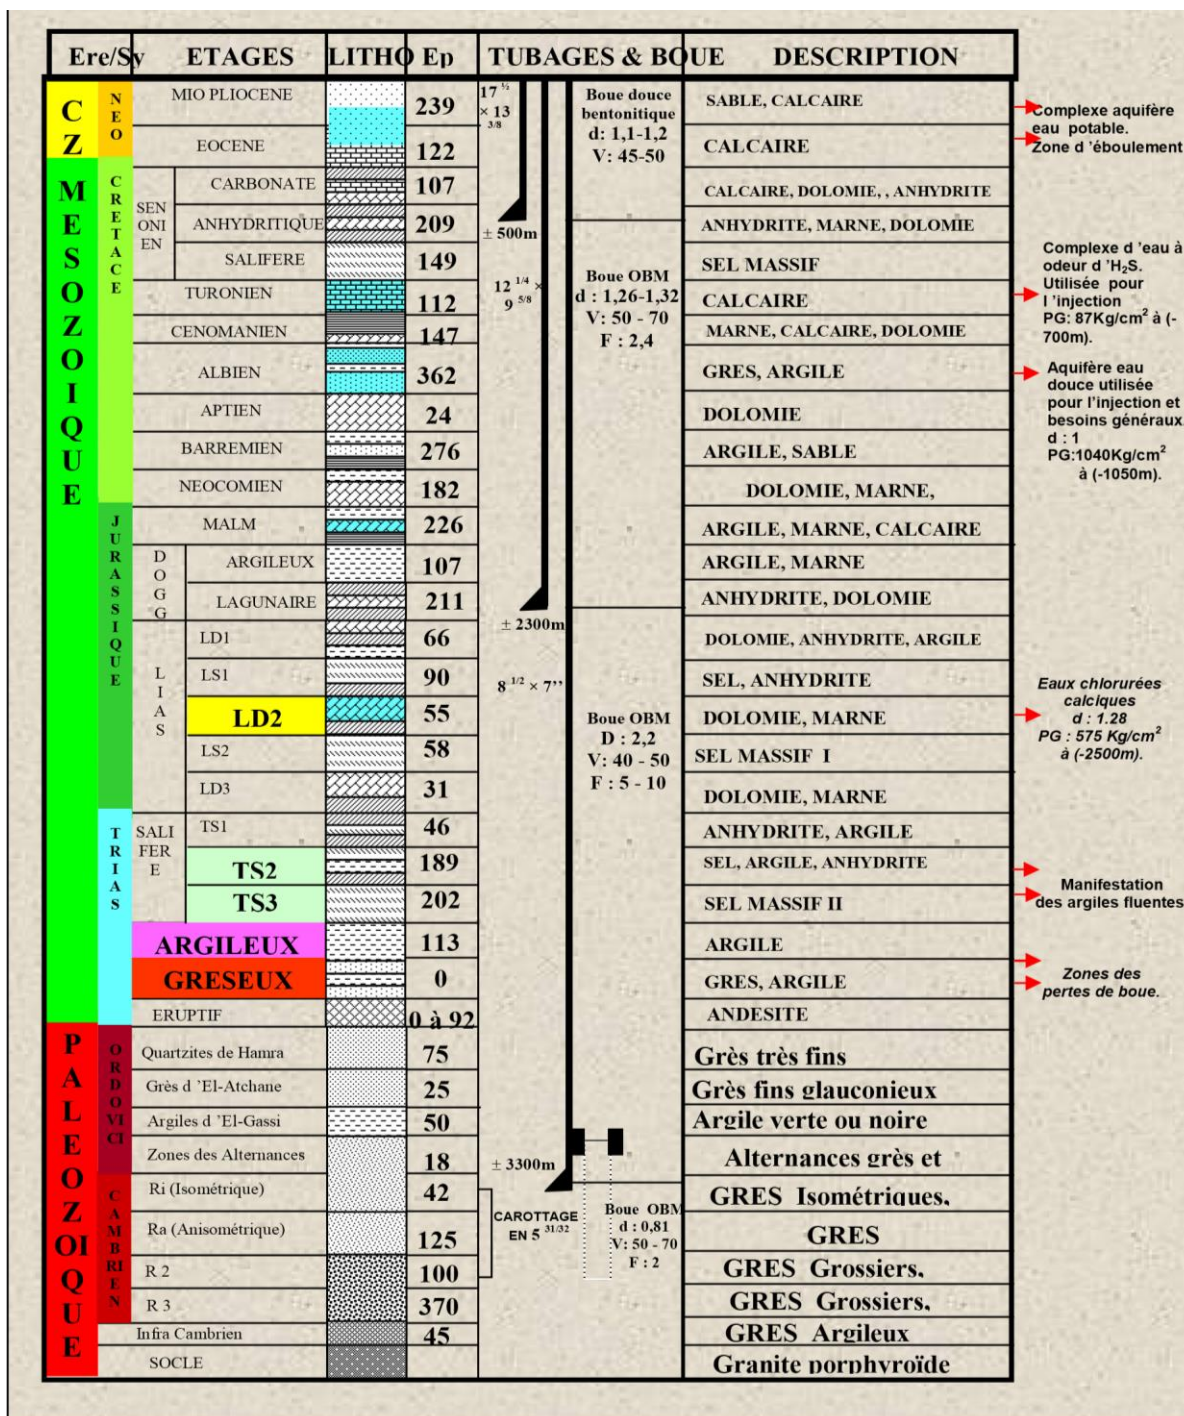 Ere/Sy ETAGES LITHO Ep TUBAGES & BOUE DESCRIPTION
CZ
NEO
MIO PLIOCENE 239 SABLE, CALCAIRE
EOCENE 122 CALCAIRE
17 ½
× 13
3/8
Boue douce
bentonitique
d: 1,1-1,2
V: 45-50
Complexe aquifère
eau potable.
Zone d 'éboulement
MESOZOIQUE
CRETACE
SEN
ONI
EN
CARBONATE 107 CALCAIRE, DOLOMIE, , ANHYDRITE
ANHYDRITIQUE 209 ANHYDRITE, MARNE, DOLOMIE
± 500m
SALIFERE 149 SEL MASSIF
TURONIEN 112 CALCAIRE
CENOMANIEN 147 MARNE, CALCAIRE, DOLOMIE
12 1/4 ×
9 5/8
Boue OBM
d : 1,26-1,32
V: 50 - 70
F : 2,4
Complexe d 'eau à
odeur d 'H2S.
Utilisée pour
l 'injection
PG: 87Kg/cm2 à (-
700m).
ALBIEN 362 GRES, ARGILE
Aquifère eau
douce utilisée
pour l'injection et
besoins généraux
d : 1
PG:1040Kg/cm2
à (-1050m).
APTIEN 24 DOLOMIE
BARREMIEN 276 ARGILE, SABLE
NEOCOMIEN 182 DOLOMIE, MARNE,
JURASSIQUE
MALM 226 ARGILE, MARNE, CALCAIRE
DOGG
ARGILEUX 107 ARGILE, MARNE
LAGUNAIRE 211 ANHYDRITE, DOLOMIE
± 2300m
LIAS
LD1 66 DOLOMIE, ANHYDRITE, ARGILE
LS1 90 SEL, ANHYDRITE
8 1/2 × 7''
LD2 55 DOLOMIE, MARNE
Boue OBM
D : 2,2
V: 40 - 50
F : 5 - 10
Eaux chlorurées
calciques
d : 1.28
PG : 575 Kg/cm2
à (-2500m).
LS2 58 SEL MASSIF I
LD3 31 DOLOMIE, MARNE
TRIAS
SALI
FER
E
TS1 46 ANHYDRITE, ARGILE
TS2 189 SEL, ARGILE, ANHYDRITE
TS3 202 SEL MASSIF II
Manifestation
des argiles fluentes
ARGILEUX 113 ARGILE
GRESEUX 0 GRES, ARGILE
Zones des
pertes de boue.
ERUPTIF 0 à 92 ANDESITE
PALEOZOIQUE
ORDOVICI
Quartzites de Hamra 75 Grès très fins
Grès d 'El-Atchane 25 Grès fins glauconieux
Argiles d 'El-Gassi 50 Argile verte ou noire
Zones des Alternances 18 Alternances grès et
± 3300m
CAMBRIEN
Ri (Isométrique) 42 GRES Isométriques,
Ra (Anisométrique) 125 GRES
CAROTTAGE
EN 5 31/32
Boue OBM
d : 0,81
V: 50 - 70
F : 2
R 2 100 GRES Grossiers,
R 3 370 GRES Grossiers,
Infra Cambrien 45 GRES Argileux
SOCLE Granite porphyroïde